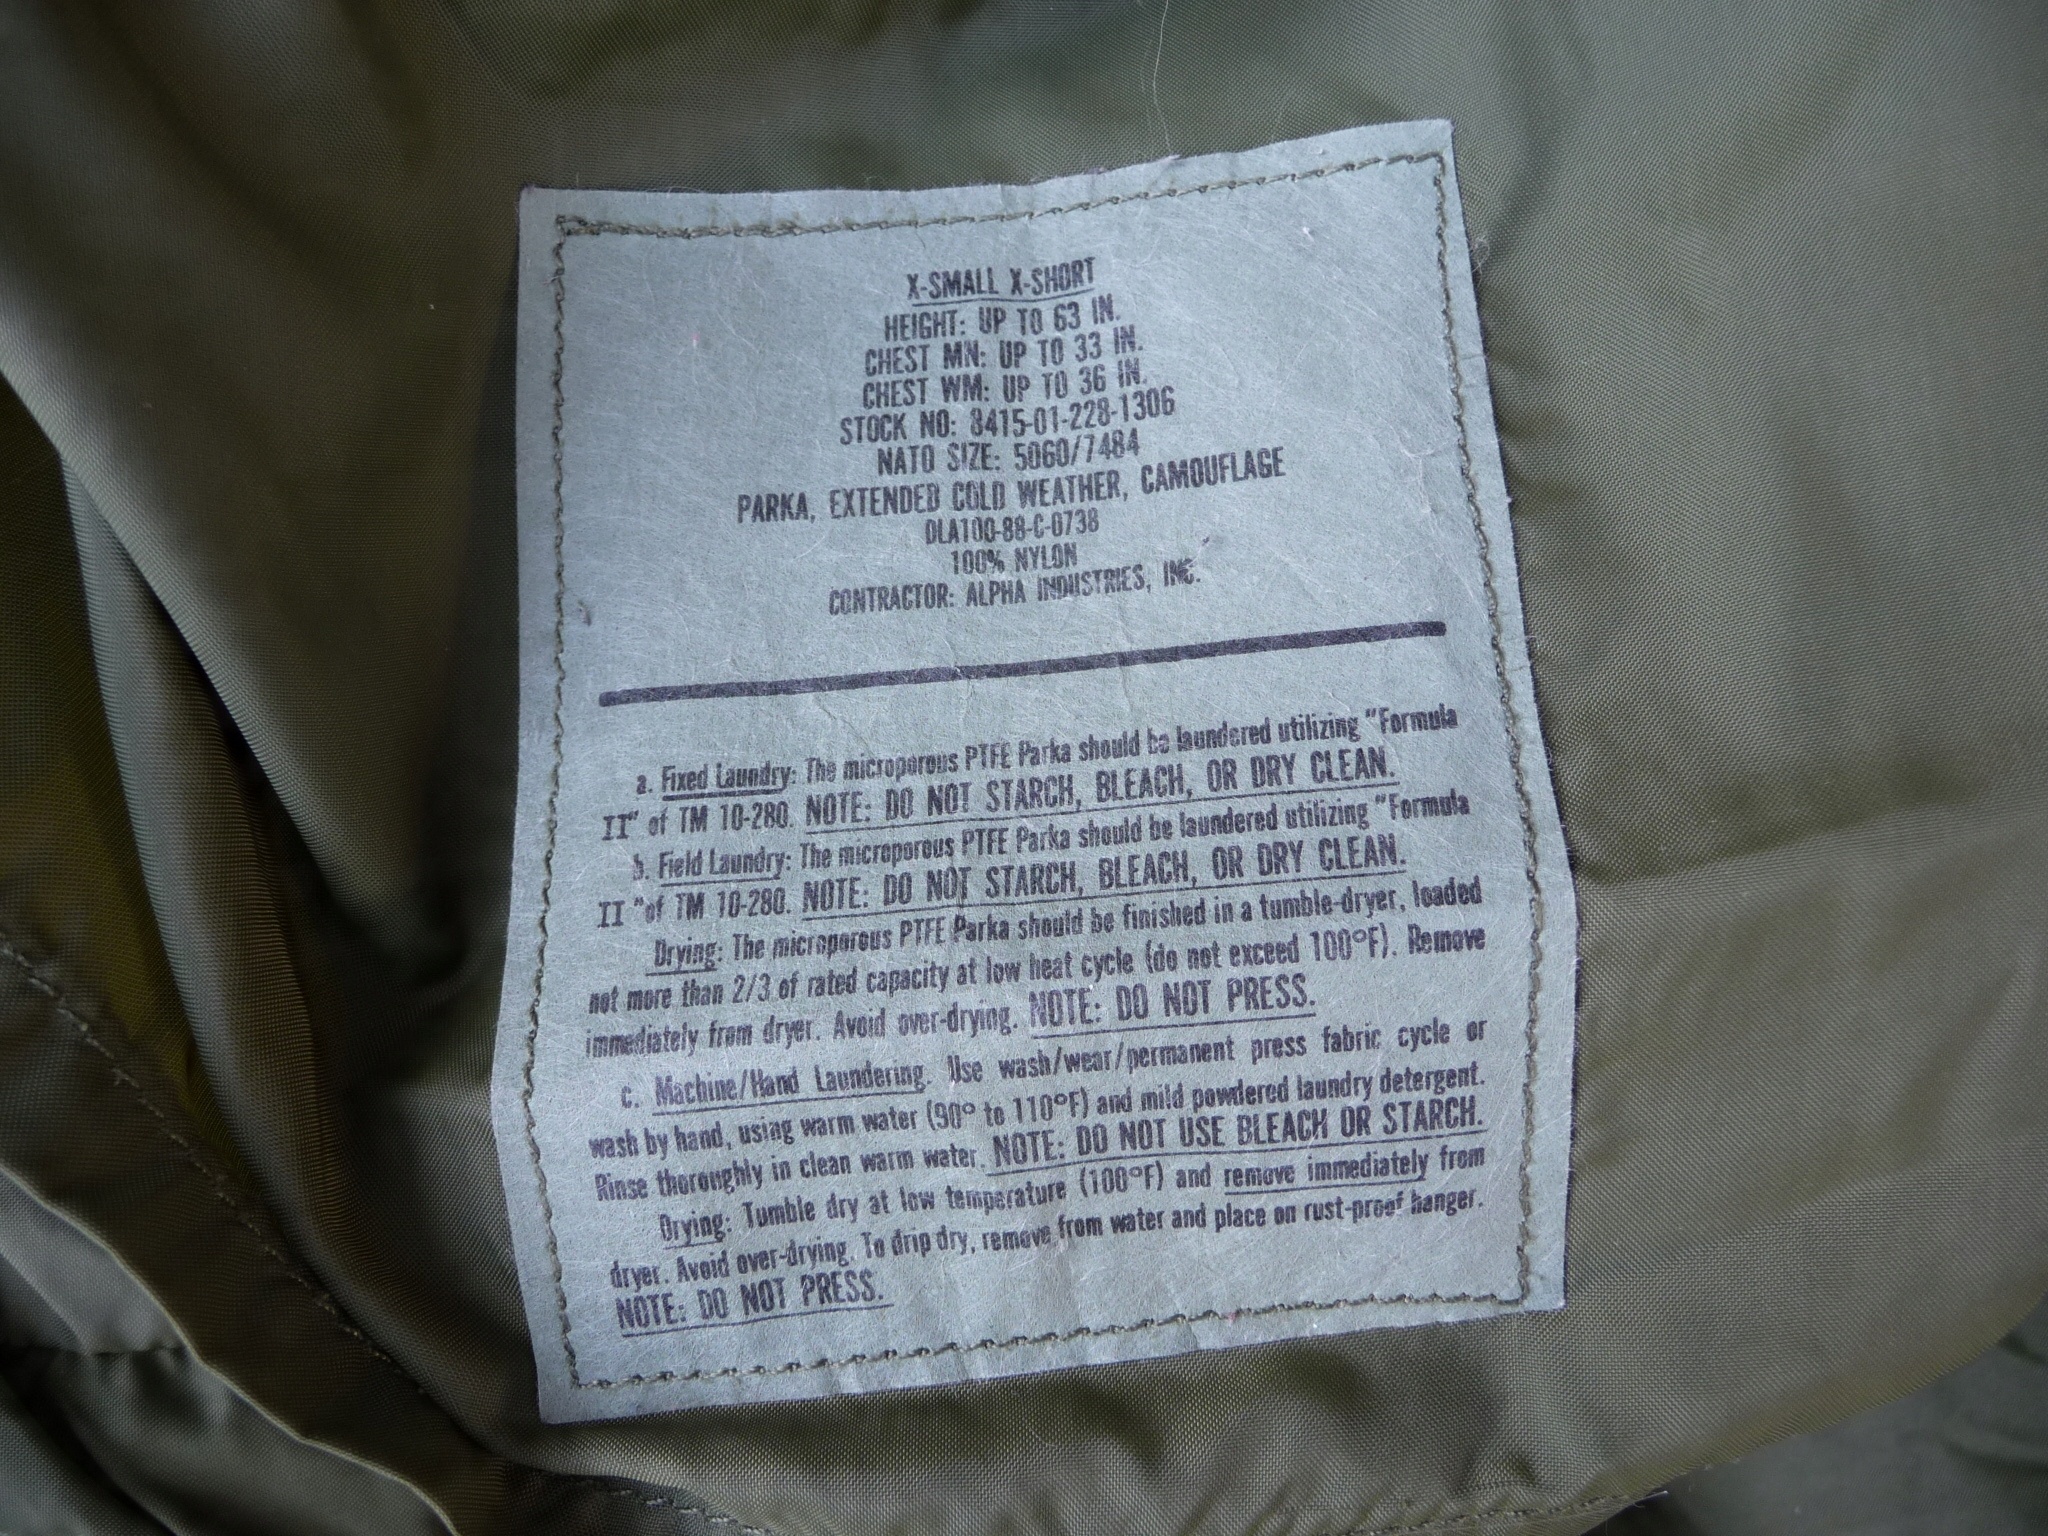 X-SMALL X-SHORT
HEIGHT: UP TO 63 IN.
CHEST MN: UP TO 33 IN.
CHEST WM: UP TO 36 IN.
STOCK NO: 8415-01-228-1306
NATO SIZE: 5060/7484
PARKA, EXTENDED COLD WEATHER, CAMOUFLAGE
DLA100-88-C-0738
100% NYLON
CONTRACTOR: ALPHA INDUSTRIES, INC.
a. Fixed Laundry: The microporous PTFE Parka should be laundered utilizing "Formula
II" of TM 10-280. NOTE: DO NOT STARCH, BLEACH, OR DRY CLEAN.
b. Field Laundry: The microporous PTFE Parka should be laundered utilizing "Formula
II "of TM 10-280. NOTE: DO NOT STARCH, BLEACH, OR DRY CLEAN.
Drying: The microporous PTFE Parka should be finished in a tumble-dryer, loaded
not more than 2/3 of rated capacity at low heat cycle (do not exceed 100°F). Remove
immediately from dryer. Avoid over-drying. NOTE: DO NOT PRESS.
c. Machine/Hand Laundering. Use wash/wear/permanent press fabric cycle or
wash by hand, using warm water (90° to 110°F) and mild powdered laundry detergent.
Rinse thoroughly in clean warm water. NOTE: DO NOT USE BLEACH OR STARCH.
Drying: Tumble dry at low temperature (100°F) and remove immediately from
dryer. Avoid over-drying. To drip dry, remove from water and place on rust-proof hanger.
NOTE: DO NOT PRESS.